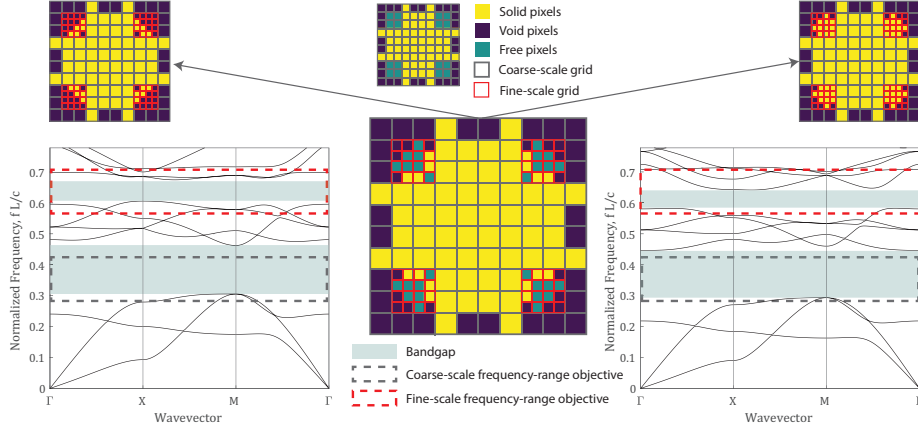 Solid pixels
Void pixels
Free pixels
Coarse-scale grid
Fine-scale grid
Normalized Frequency, f L/c
0.7
0.6
0.5
0.4
0.3
0.2
0.1
0
Γ
X
M
Γ
Wavevector
Bandgap
Coarse-scale frequency-range objective
Fine-scale frequency-range objective
Normalized Frequency, f L/c
0.7
0.6
0.5
0.4
0.3
0.2
0.1
0
Γ
X
M
Γ
Wavevector